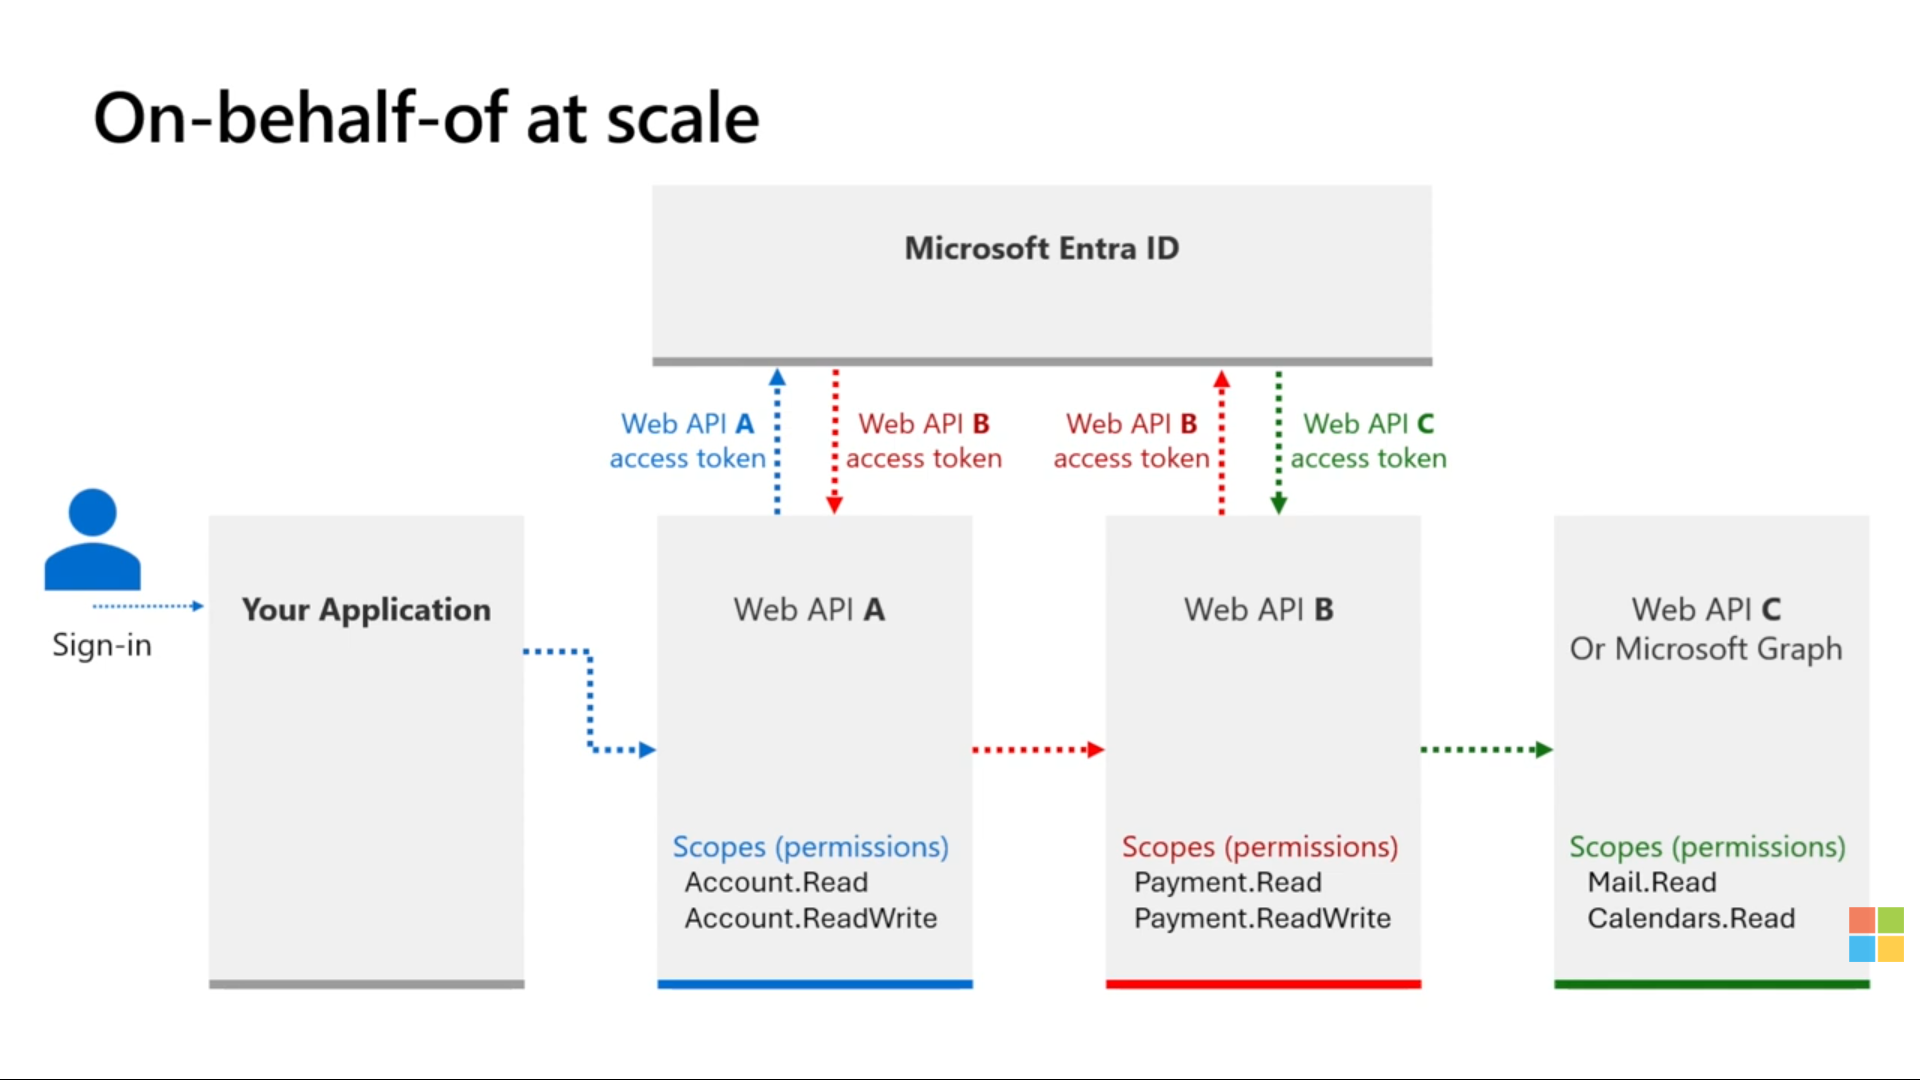 On-behalf-of at scale
Microsoft Entra ID
Web API A
access token
Web API B
access token
Web API B
access token
Web API C
access token
Sign-in
Your Application
Web API A
Scopes (permissions)
Account.Read
Account.ReadWrite
Web API B
Scopes (permissions)
Payment.Read
Payment.ReadWrite
Web API C
Or Microsoft Graph
Scopes (permissions)
Mail.Read
Calendars.Read